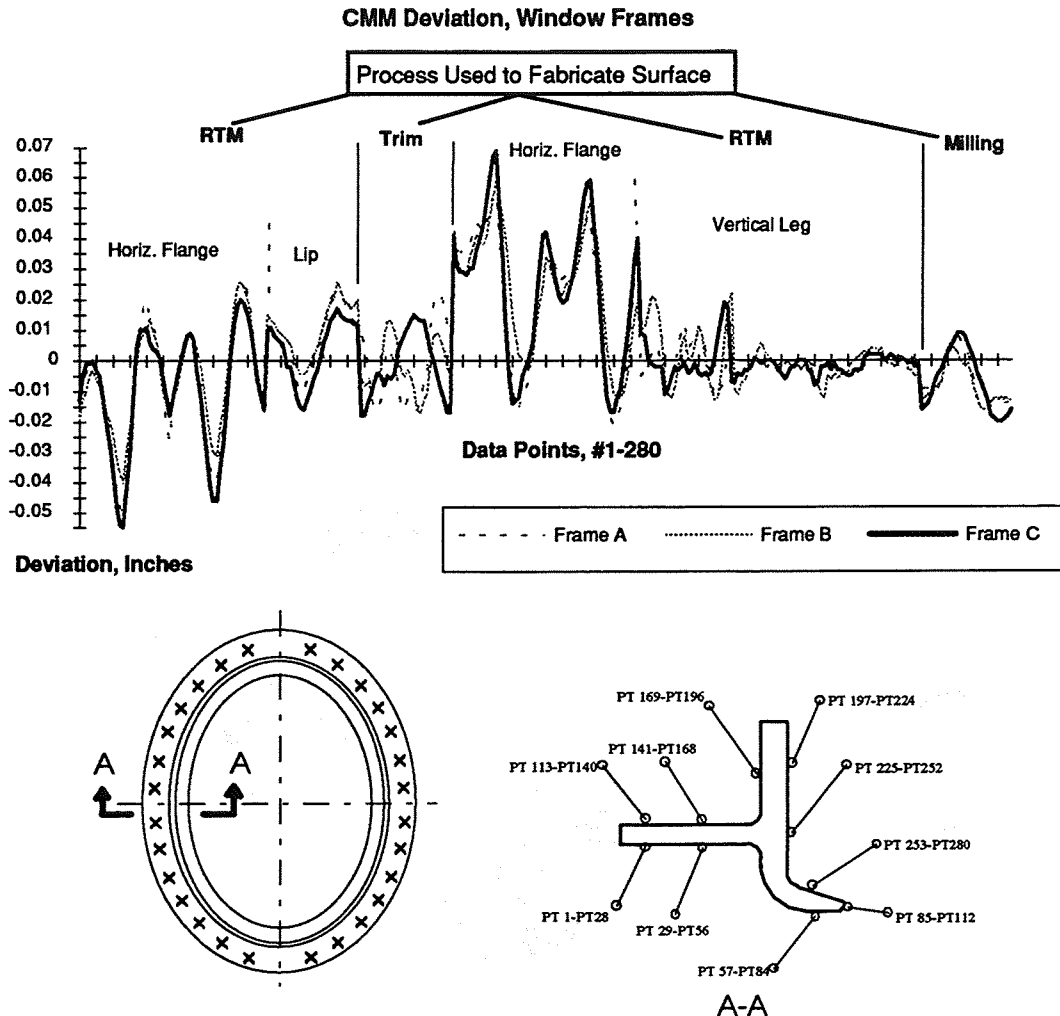 CMM Deviation, Window Frames
Process Used to Fabricate Surface
RTM
Trim
RTM
Milling
Horiz. Flange
Lip
Horiz. Flange
Vertical Leg
0.07
0.06
0.05
0.04
0.03
0.02
0.01
0
-0.01
-0.02
-0.03
-0.04
-0.05
Data Points, #1-280
Frame A
Frame B
Frame C
Deviation, Inches
A
A
PT 169-PT196
PT 197-PT224
PT 141-PT168
PT 113-PT140
PT 225-PT252
PT 253-PT280
PT 1-PT28
PT 29-PT56
PT 85-PT112
PT 57-PT84
A-A